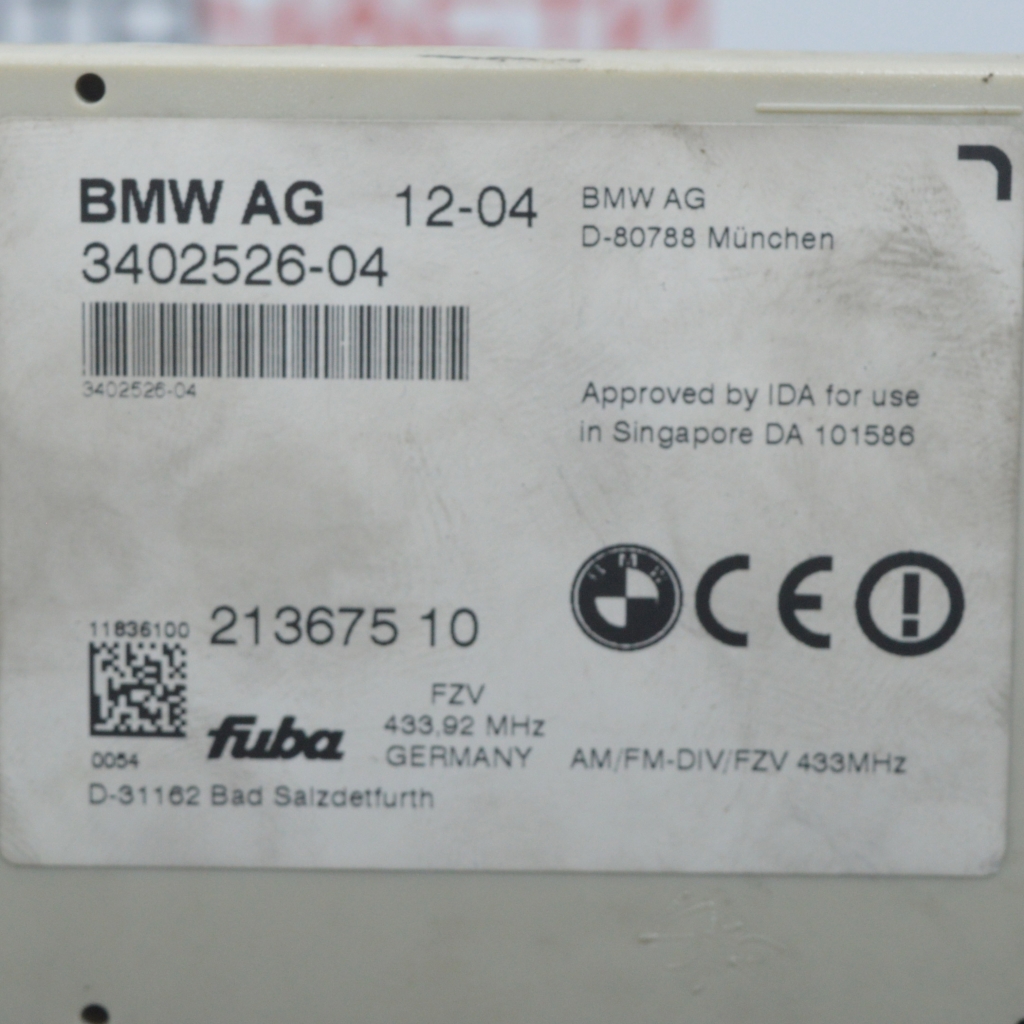 BMW AG 12-04
3402526-04
3402526-04
BMW AG
D-80788 München
Approved by IDA for use
in Singapore DA 101586
11836100 213675 10
FZV
433,92 MHz
GERMANY
0054
fuba
D-31162 Bad Salzdetfurth
CE
AM/FM-DIV/FZV 433MHz